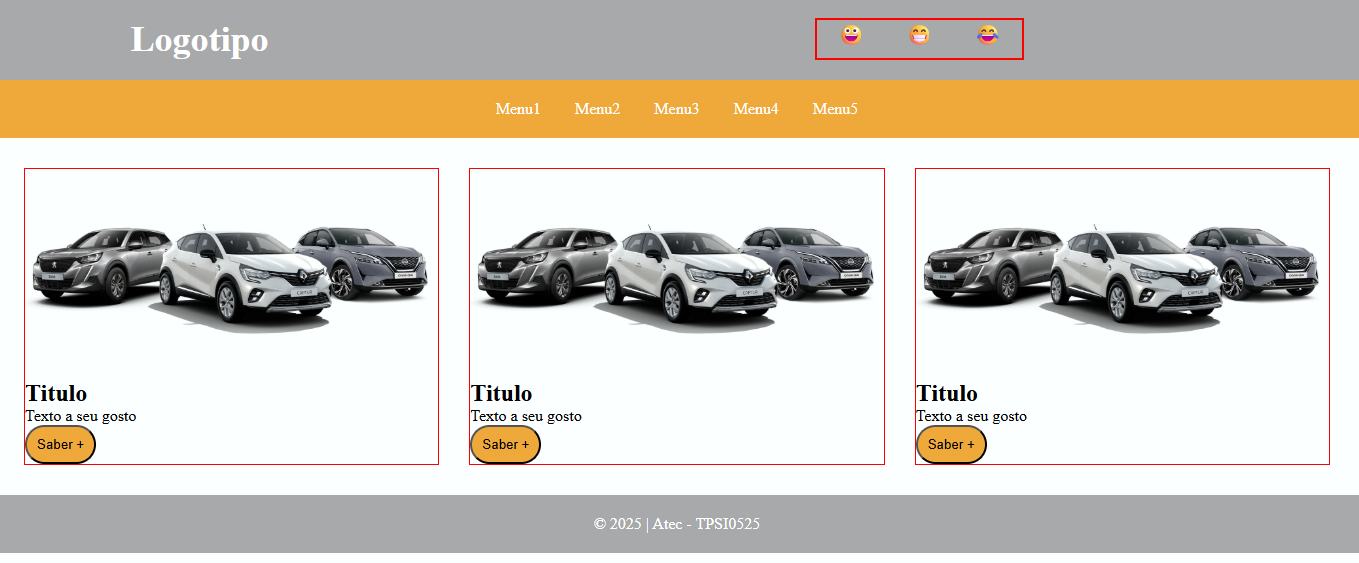 Logotipo
Menu1 Menu2 Menu3 Menu4 Menu5
Titulo
Texto a seu gosto
Saber +
Titulo
Texto a seu gosto
Saber +
Titulo
Texto a seu gosto
Saber +
© 2025 | Atec - TPSI0525